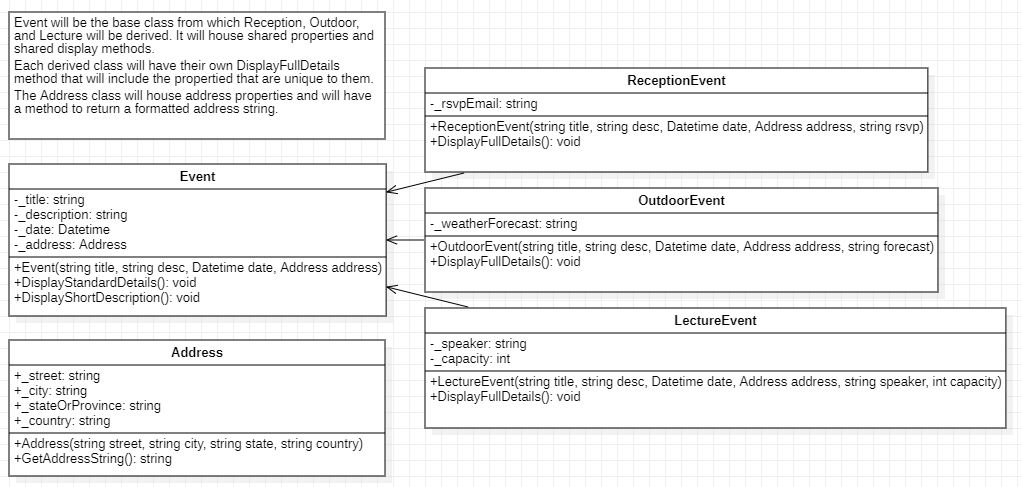 Event will be the base class from which Reception, Outdoor,
and Lecture will be derived. It will house shared properties and
shared display methods.
Each derived class will have their own DisplayFullDetails
method that will include the propertied that are unique to them.
The Address class will house address properties and will have
a method to return a formatted address string.
ReceptionEvent
-_rsvpEmail: string
+ReceptionEvent(string title, string desc, Datetime date, Address address, string rsvp)
+DisplayFullDetails(): void
Event
-_title: string
-_description: string
-_date: Datetime
-_address: Address
+Event(string title, string desc, Datetime date, Address address)
+DisplayStandardDetails(): void
+DisplayShortDescription(): void
OutdoorEvent
-_weatherForecast: string
+OutdoorEvent(string title, string desc, Datetime date, Address address, string forecast)
+DisplayFullDetails(): void
LectureEvent
-_speaker: string
-_capacity: int
+LectureEvent(string title, string desc, Datetime date, Address address, string speaker, int capacity)
+DisplayFullDetails(): void
Address
+_street: string
+_city: string
+_stateOrProvince: string
+_country: string
+Address(string street, string city, string state, string country)
+GetAddressString(): string